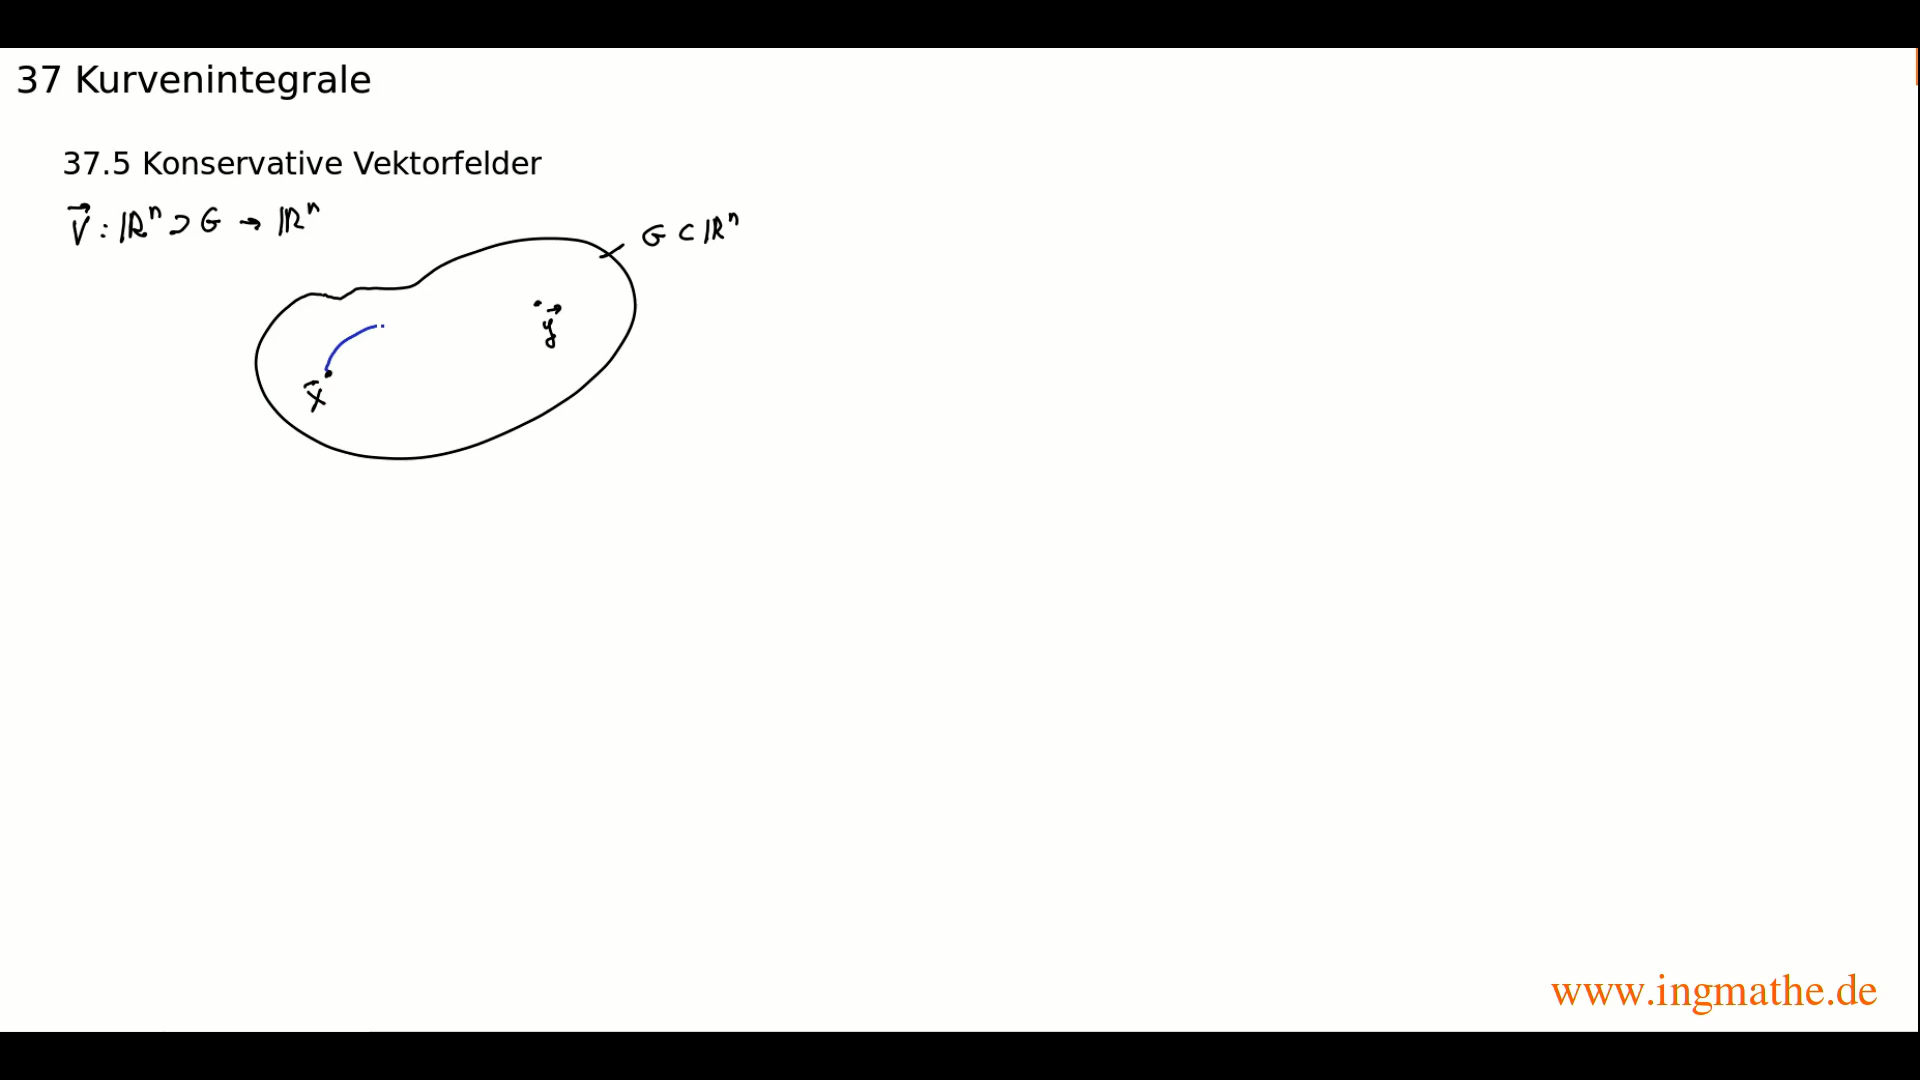 37 Kurvenintegrale
37.5 Konservative Vektorfelder
V⃗ : ℝⁿ ⊃ G → ℝⁿ
G ⊂ ℝⁿ
y⃗
x⃗
www.ingmathe.de